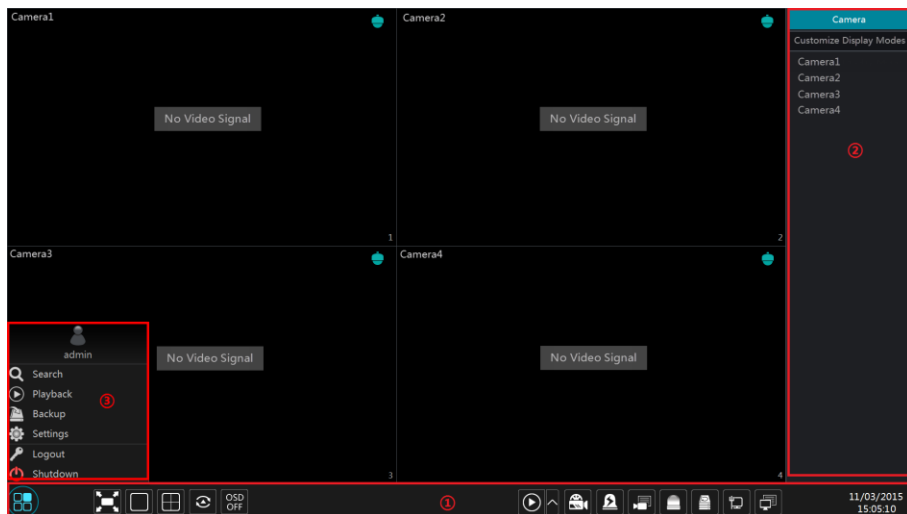 Camera1
Camera2
Camera
Customize Display Modes
Camera1
Camera2
Camera3
Camera4
②
No Video Signal
No Video Signal
1
2
Camera3
Camera4
No Video Signal
No Video Signal
3
4
admin
Search
Playback
③
Backup
Settings
Logout
Shutdown
OSD
OFF
①
11/03/2015
15:05:10